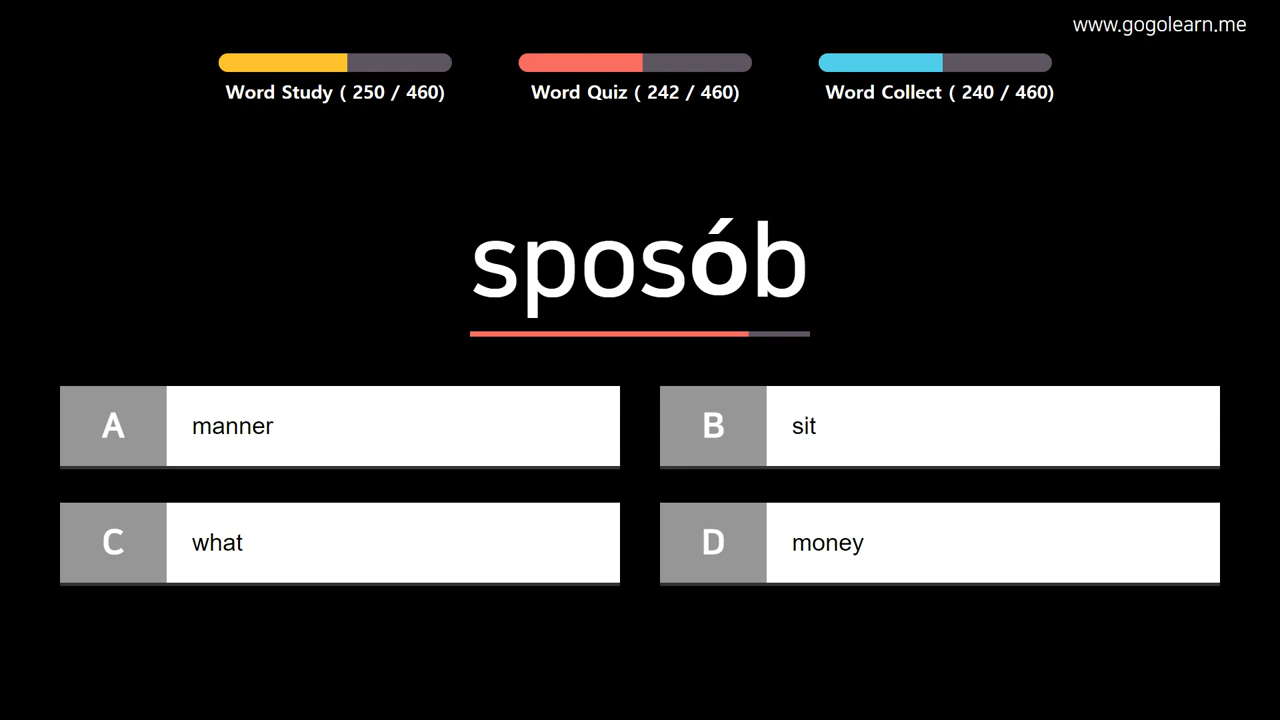 www.gogolearn.me
Word Study ( 250 / 460)
Word Quiz ( 242 / 460)
Word Collect ( 240 / 460)
sposób
A manner
B sit
C what
D money